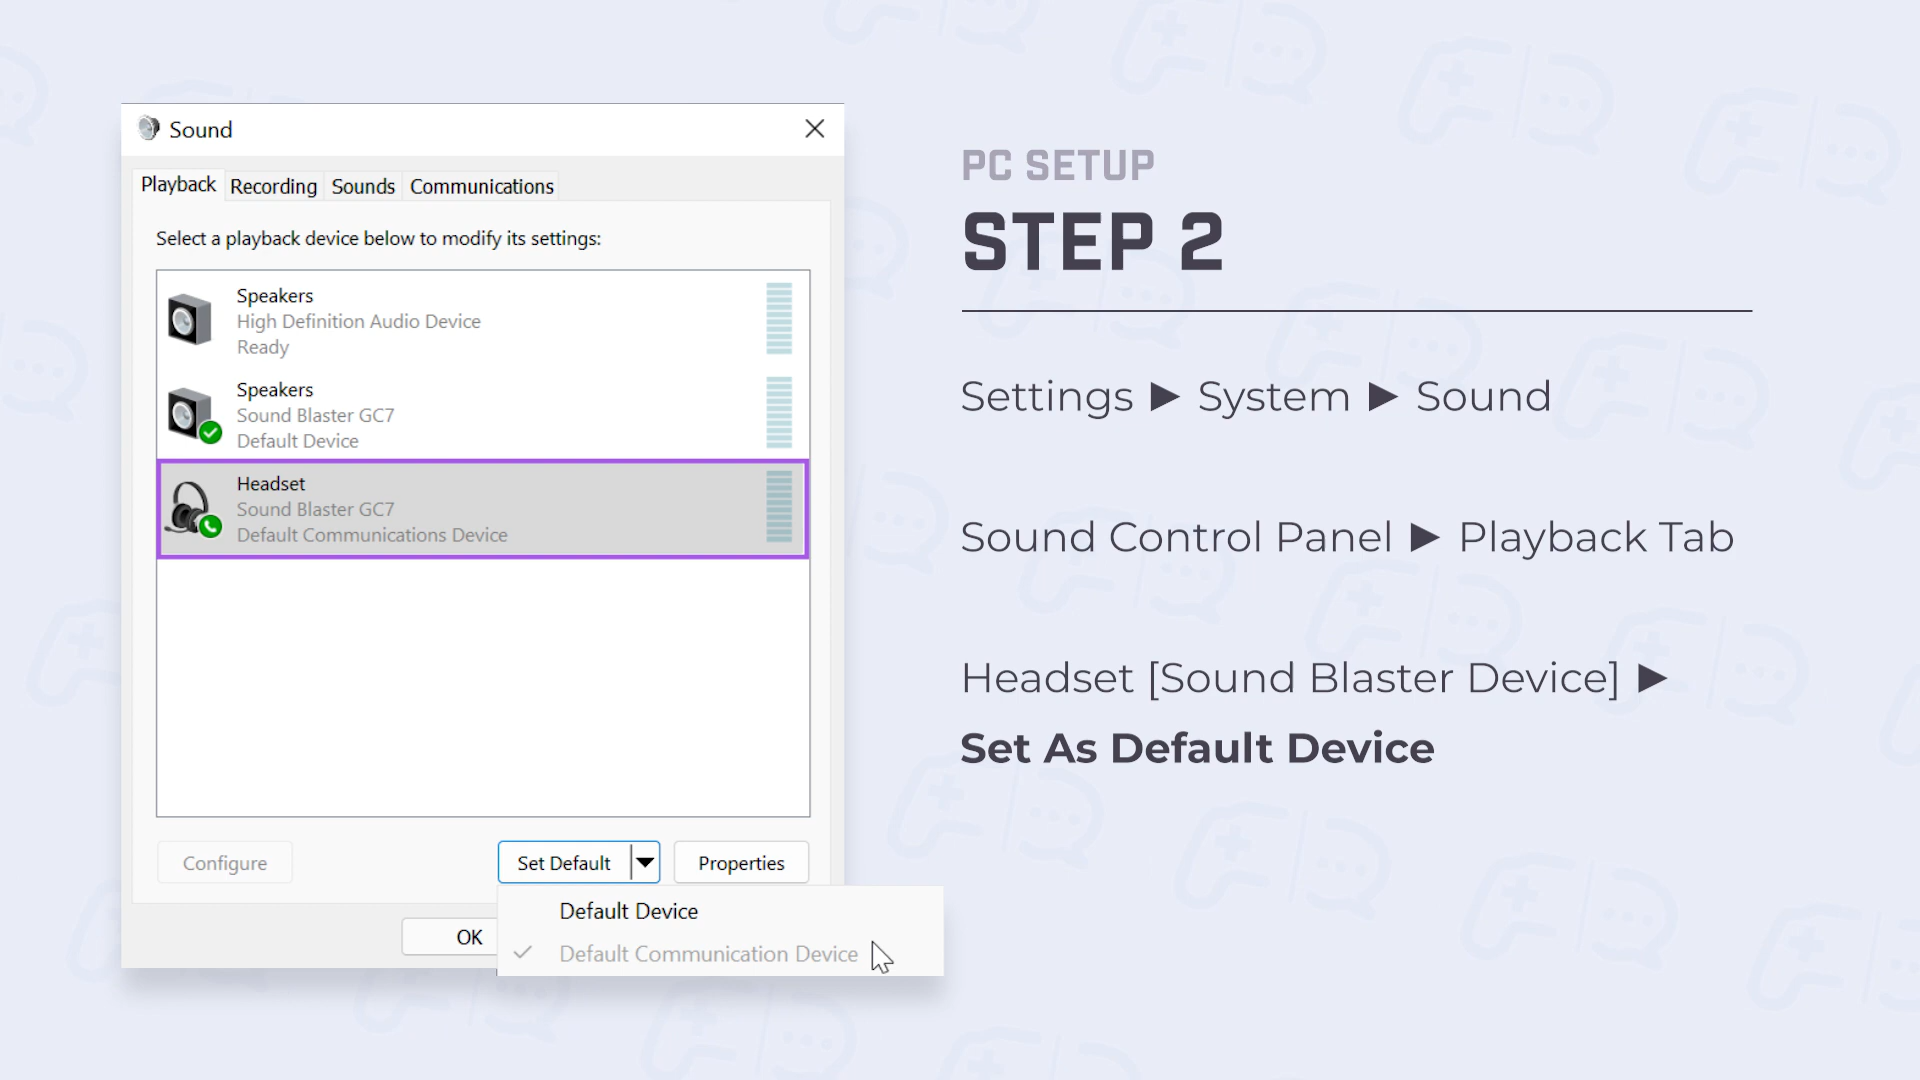 Sound
Playback
Recording
Sounds
Communications
Select a playback device below to modify its settings:
Speakers
High Definition Audio Device
Ready
Speakers
Sound Blaster GC7
Default Device
Headset
Sound Blaster GC7
Default Communications Device
Configure
Set Default
Properties
OK
Default Device
Default Communication Device
PC SETUP
STEP 2
Settings ► System ► Sound
Sound Control Panel ► Playback Tab
Headset [Sound Blaster Device] ►
Set As Default Device